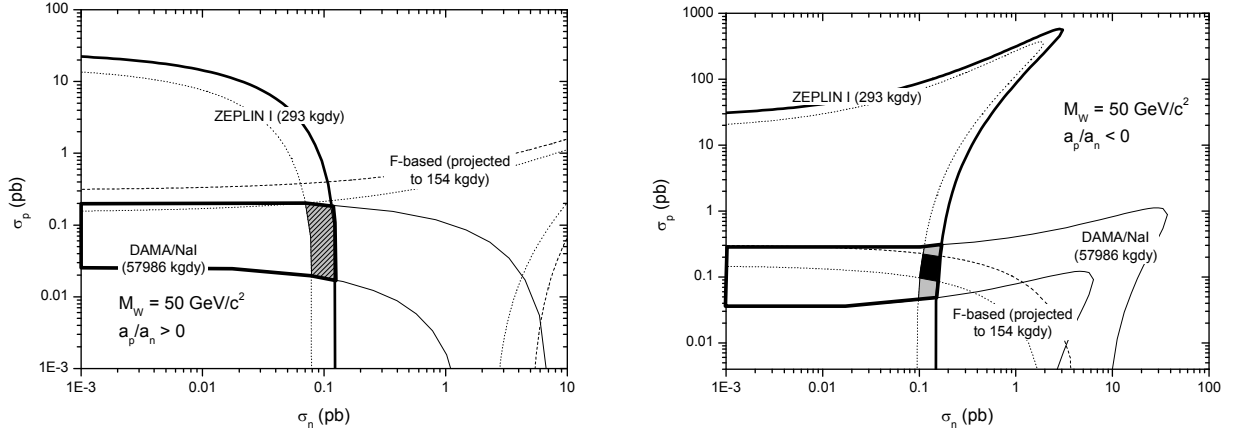 100
10
1
0.1
0.01
1E-3
1E-3
0.01
0.1
1
10
σp (pb)
σn (pb)
ZEPLIN I (293 kgdy)
F-based (projected
to 154 kgdy)
DAMA/NaI
(57986 kgdy)
MW = 50 GeV/c²
ap/an > 0
1000
100
10
1
0.1
0.01
1E-3
0.01
0.1
1
10
100
σp (pb)
σn (pb)
ZEPLIN I (293 kgdy)
MW = 50 GeV/c²
ap/an < 0
DAMA/NaI
(57986 kgdy)
F-based (projected
to 154 kgdy)